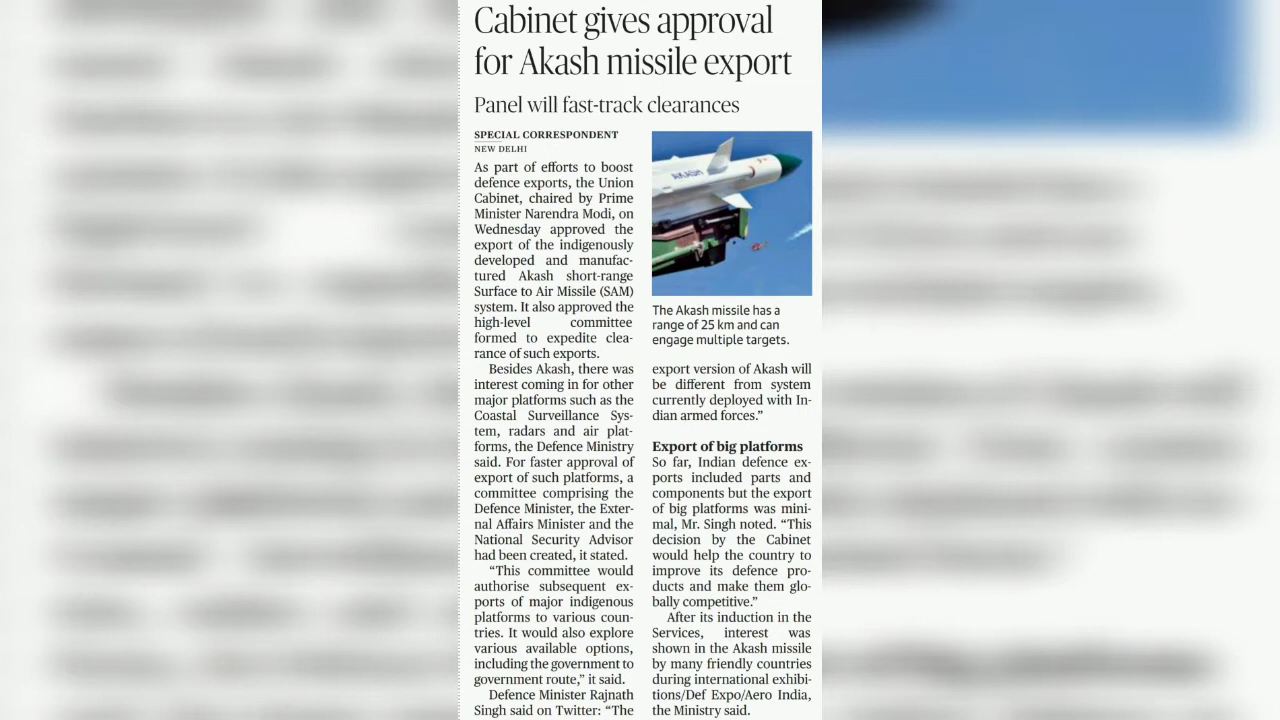 Cabinet gives approval
for Akash missile export
Panel will fast-track clearances
SPECIAL CORRESPONDENT
NEW DELHI
As part of efforts to boost
defence exports, the Union
Cabinet, chaired by Prime
Minister Narendra Modi, on
Wednesday approved the
export of the indigenously
developed and manufac-
tured Akash short-range
Surface to Air Missile (SAM)
system. It also approved the
high-level committee
formed to expedite clea-
rance of such exports.
Besides Akash, there was
interest coming in for other
major platforms such as the
Coastal Surveillance Sys-
tem, radars and air plat-
forms, the Defence Ministry
said. For faster approval of
export of such platforms, a
committee comprising the
Defence Minister, the Exter-
nal Affairs Minister and the
National Security Advisor
had been created, it stated.
“This committee would
authorise subsequent ex-
ports of major indigenous
platforms to various coun-
tries. It would also explore
various available options,
including the government to
government route,” it said.
Defence Minister Rajnath
Singh said on Twitter: “The
AKASH
The Akash missile has a
range of 25 km and can
engage multiple targets.
export version of Akash will
be different from system
currently deployed with In-
dian armed forces.”
Export of big platforms
So far, Indian defence ex-
ports included parts and
components but the export
of big platforms was mini-
mal, Mr. Singh noted. “This
decision by the Cabinet
would help the country to
improve its defence pro-
ducts and make them glo-
bally competitive.”
After its induction in the
Services, interest was
shown in the Akash missile
by many friendly countries
during international exhibi-
tions/Def Expo/Aero India,
the Ministry said.